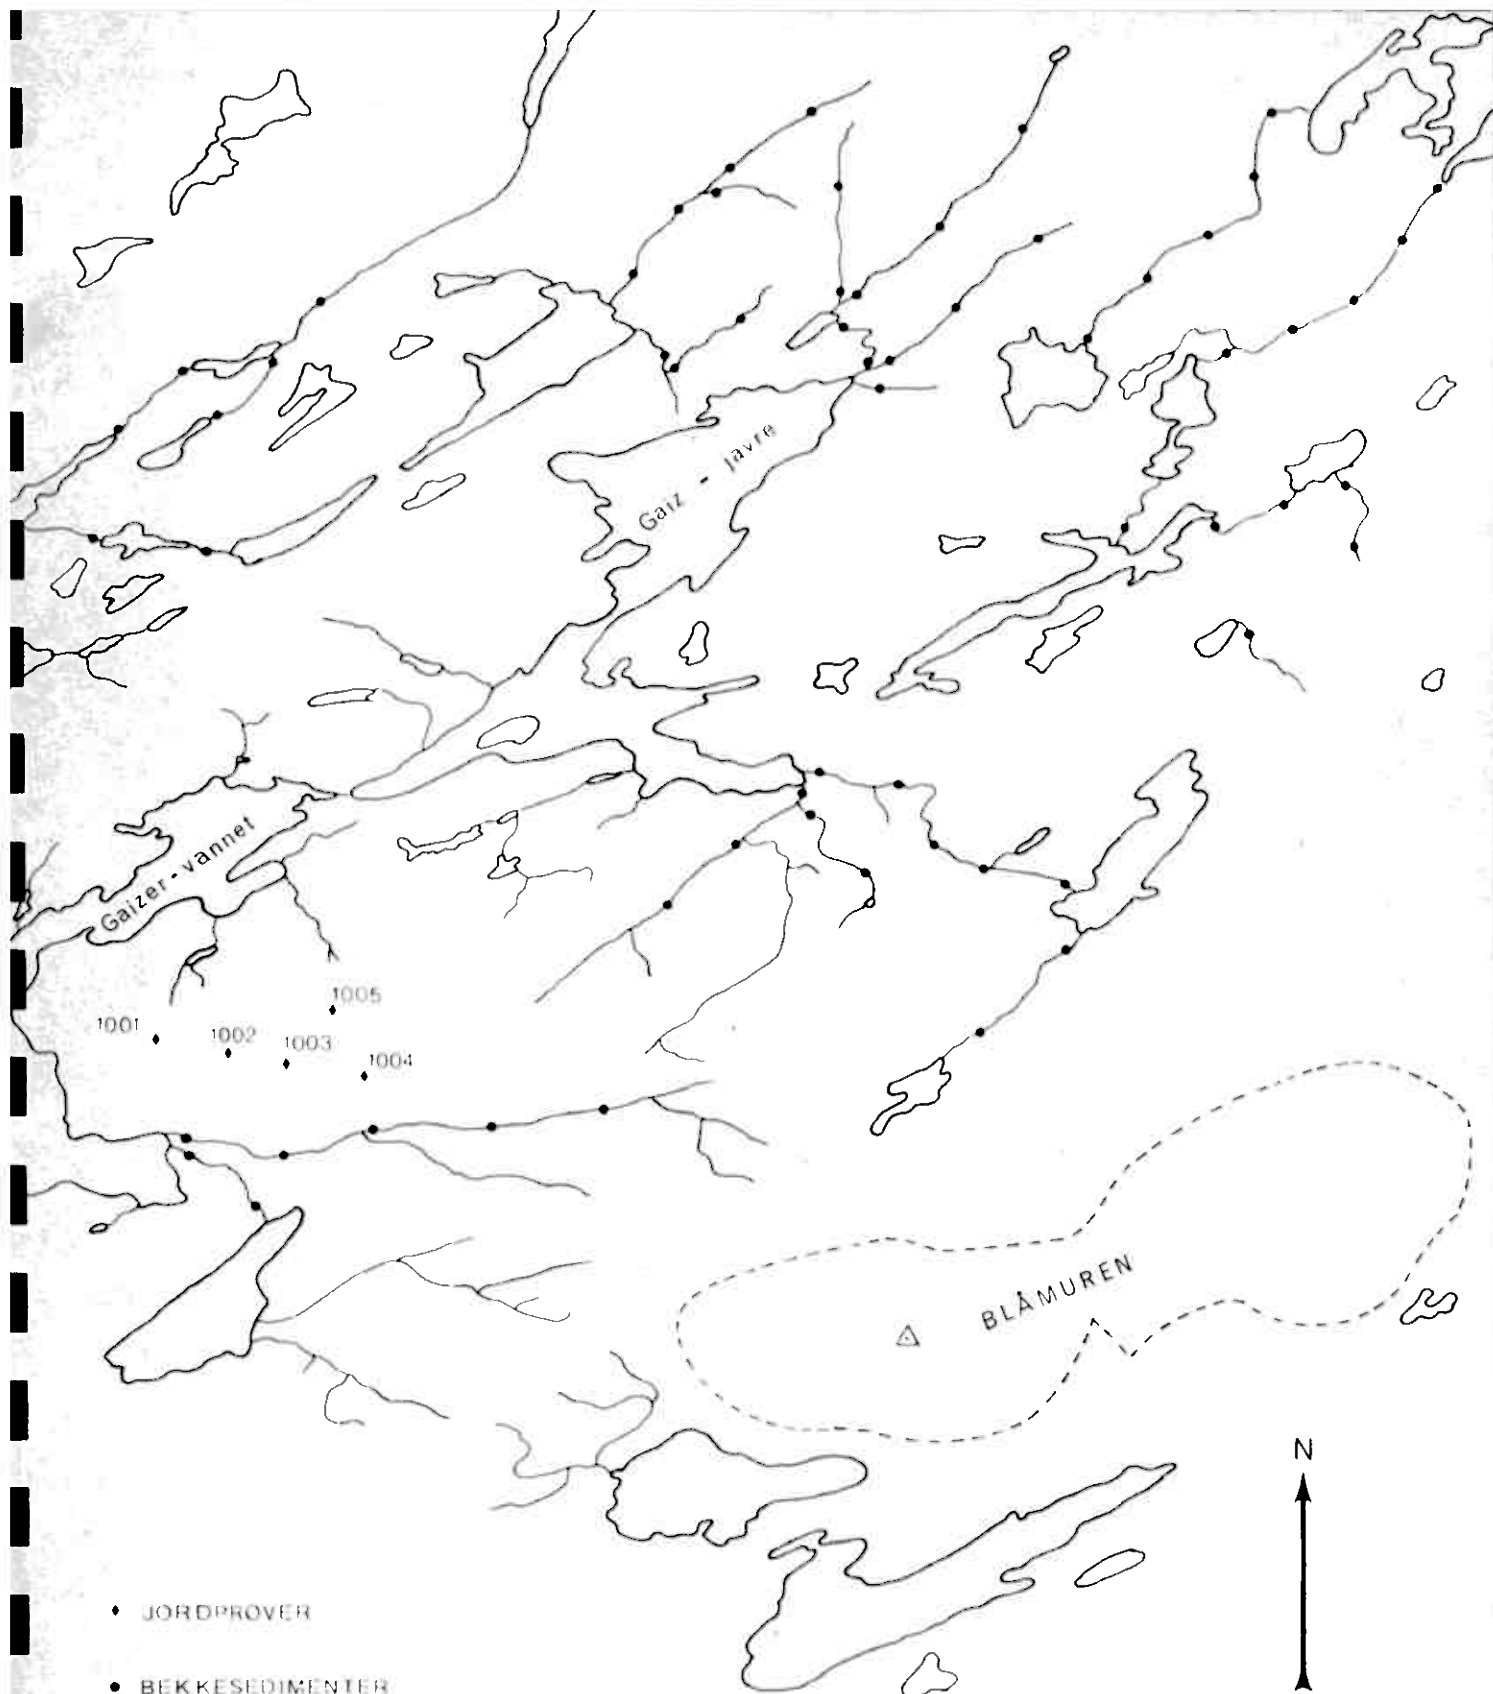 Gaiz - javre
Gaizer-vannet
1005
1001
1002
1003
1004
BLÅMUREN
N
JORDPRØVER
BEKKESEDIMENTER